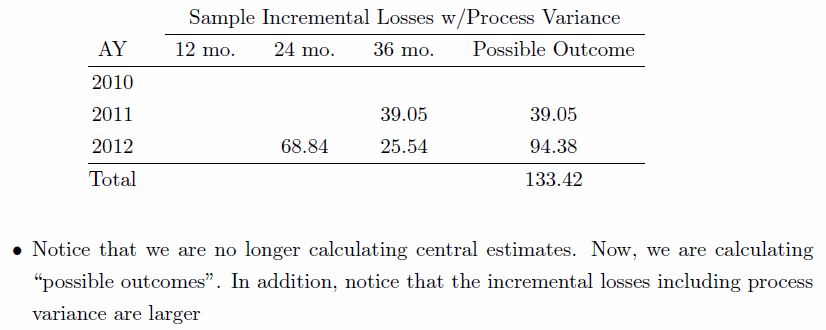 Sample Incremental Losses w/Process Variance
AY 12 mo. 24 mo. 36 mo. Possible Outcome
2010
2011 39.05 39.05
2012 68.84 25.54 94.38
Total 133.42
• Notice that we are no longer calculating central estimates. Now, we are calculating
“possible outcomes”. In addition, notice that the incremental losses including process
variance are larger